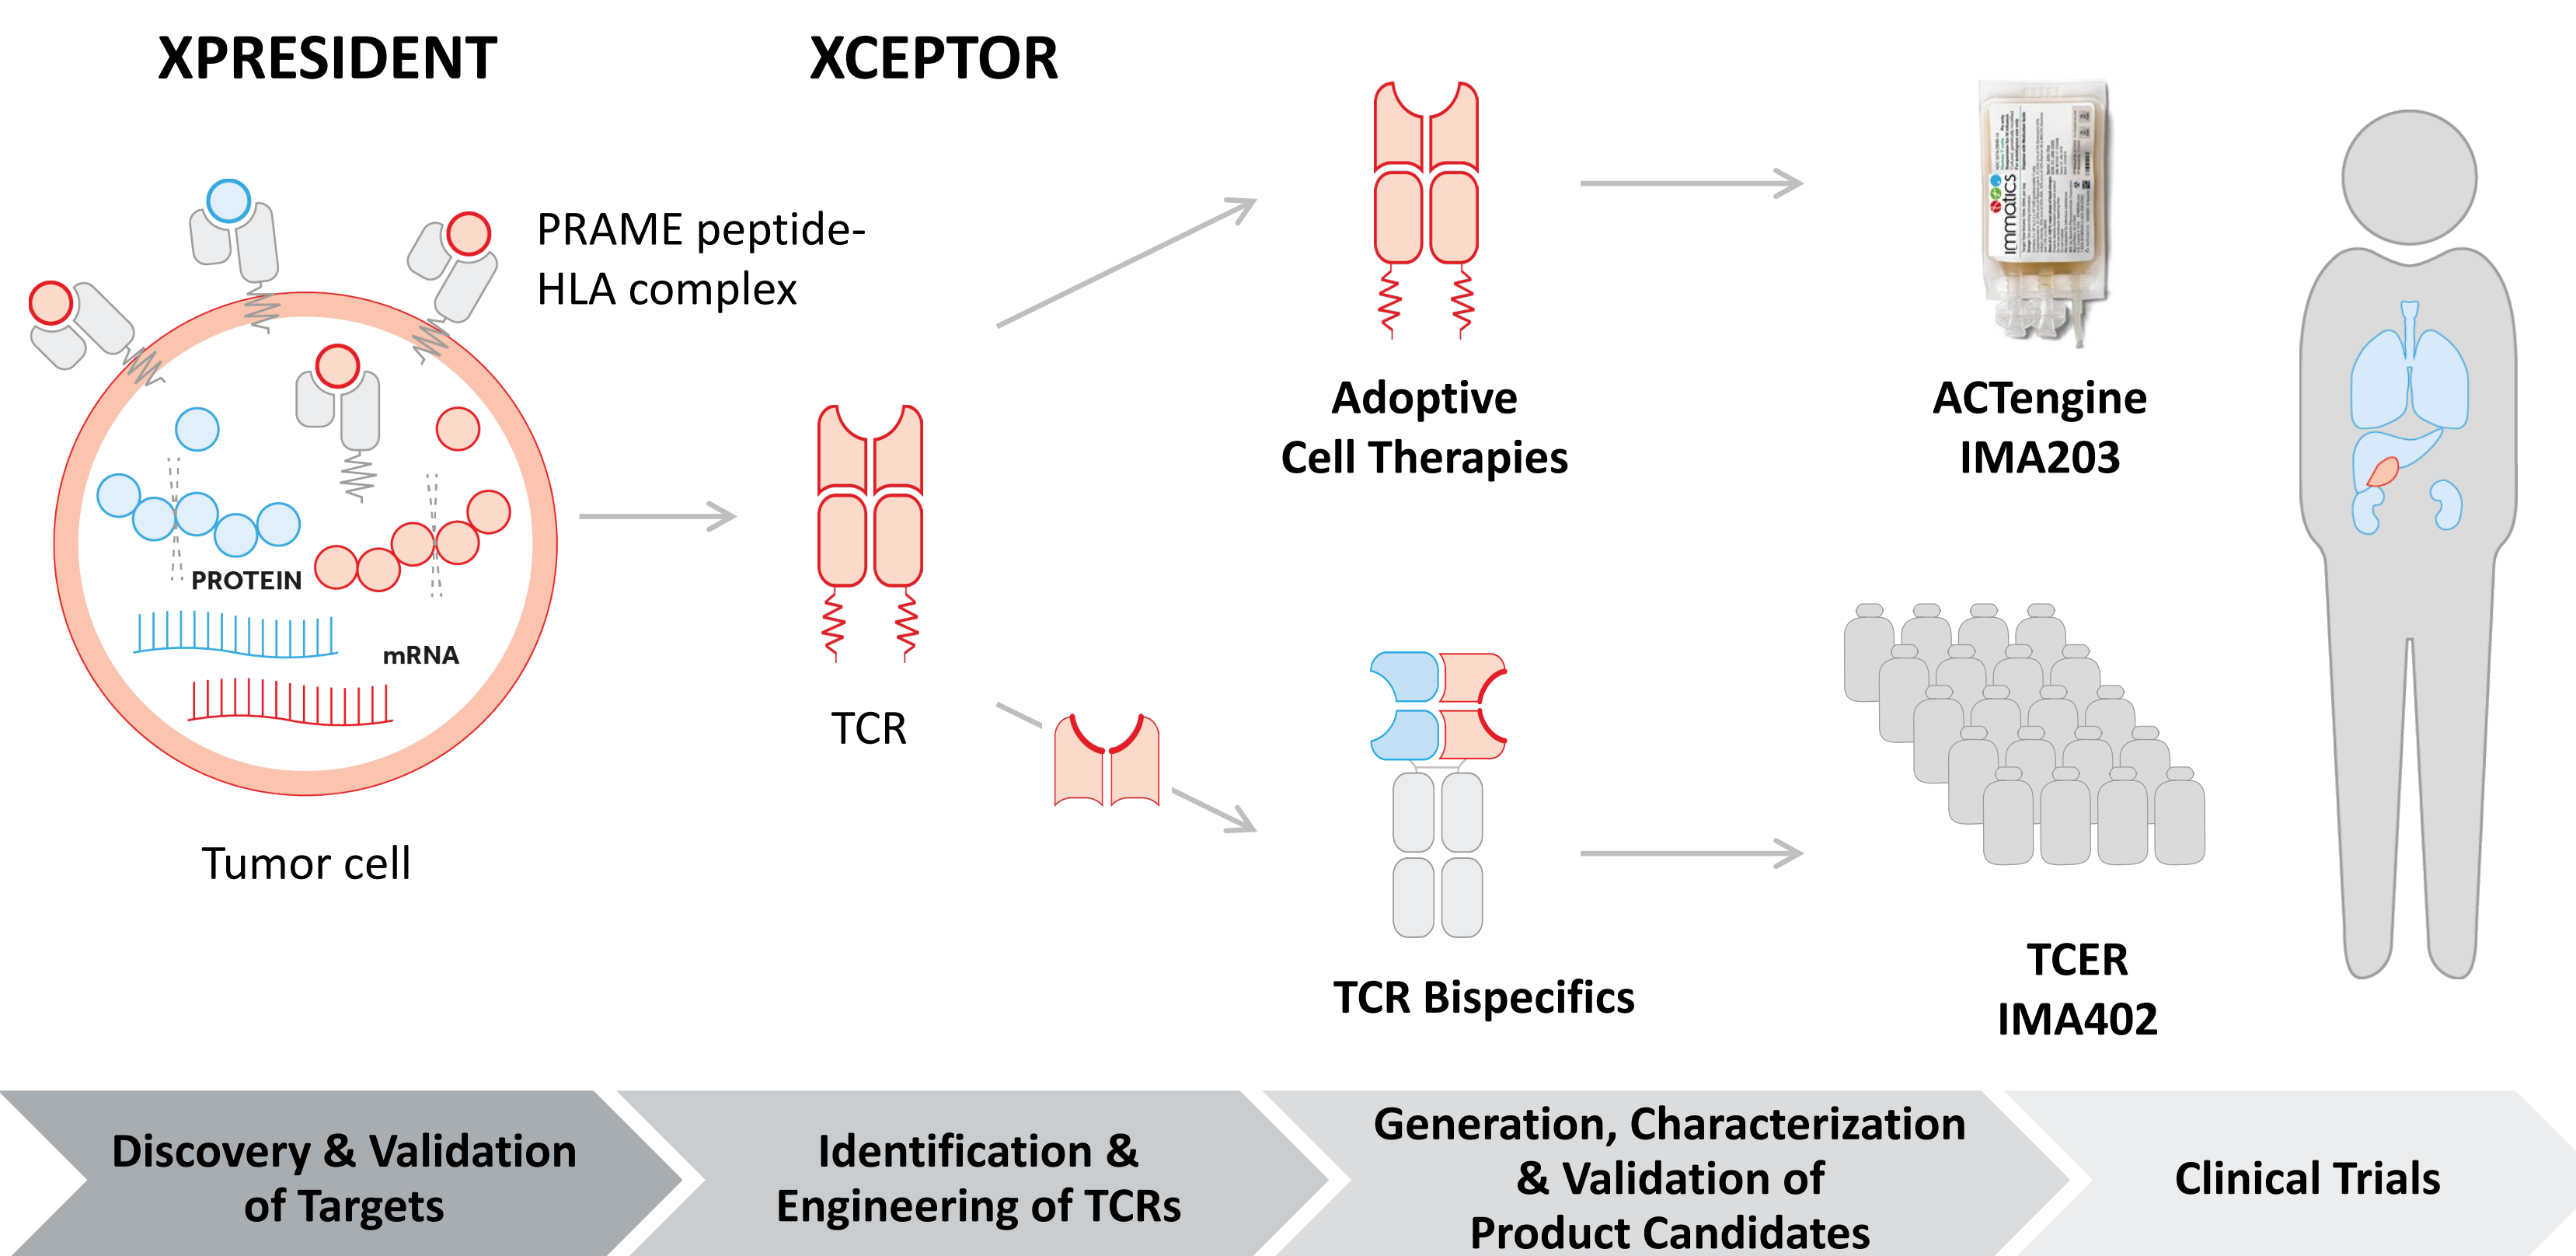 XPRESIDENT
XCEPTOR
PRAME peptide-
HLA complex
PROTEIN
mRNA
Tumor cell
TCR
Adoptive
Cell Therapies
immatics
ACTengine
IMA203
TCR Bispecifics
TCER
IMA402
Discovery & Validation
of Targets
Identification &
Engineering of TCRs
Generation, Characterization
& Validation of
Product Candidates
Clinical Trials